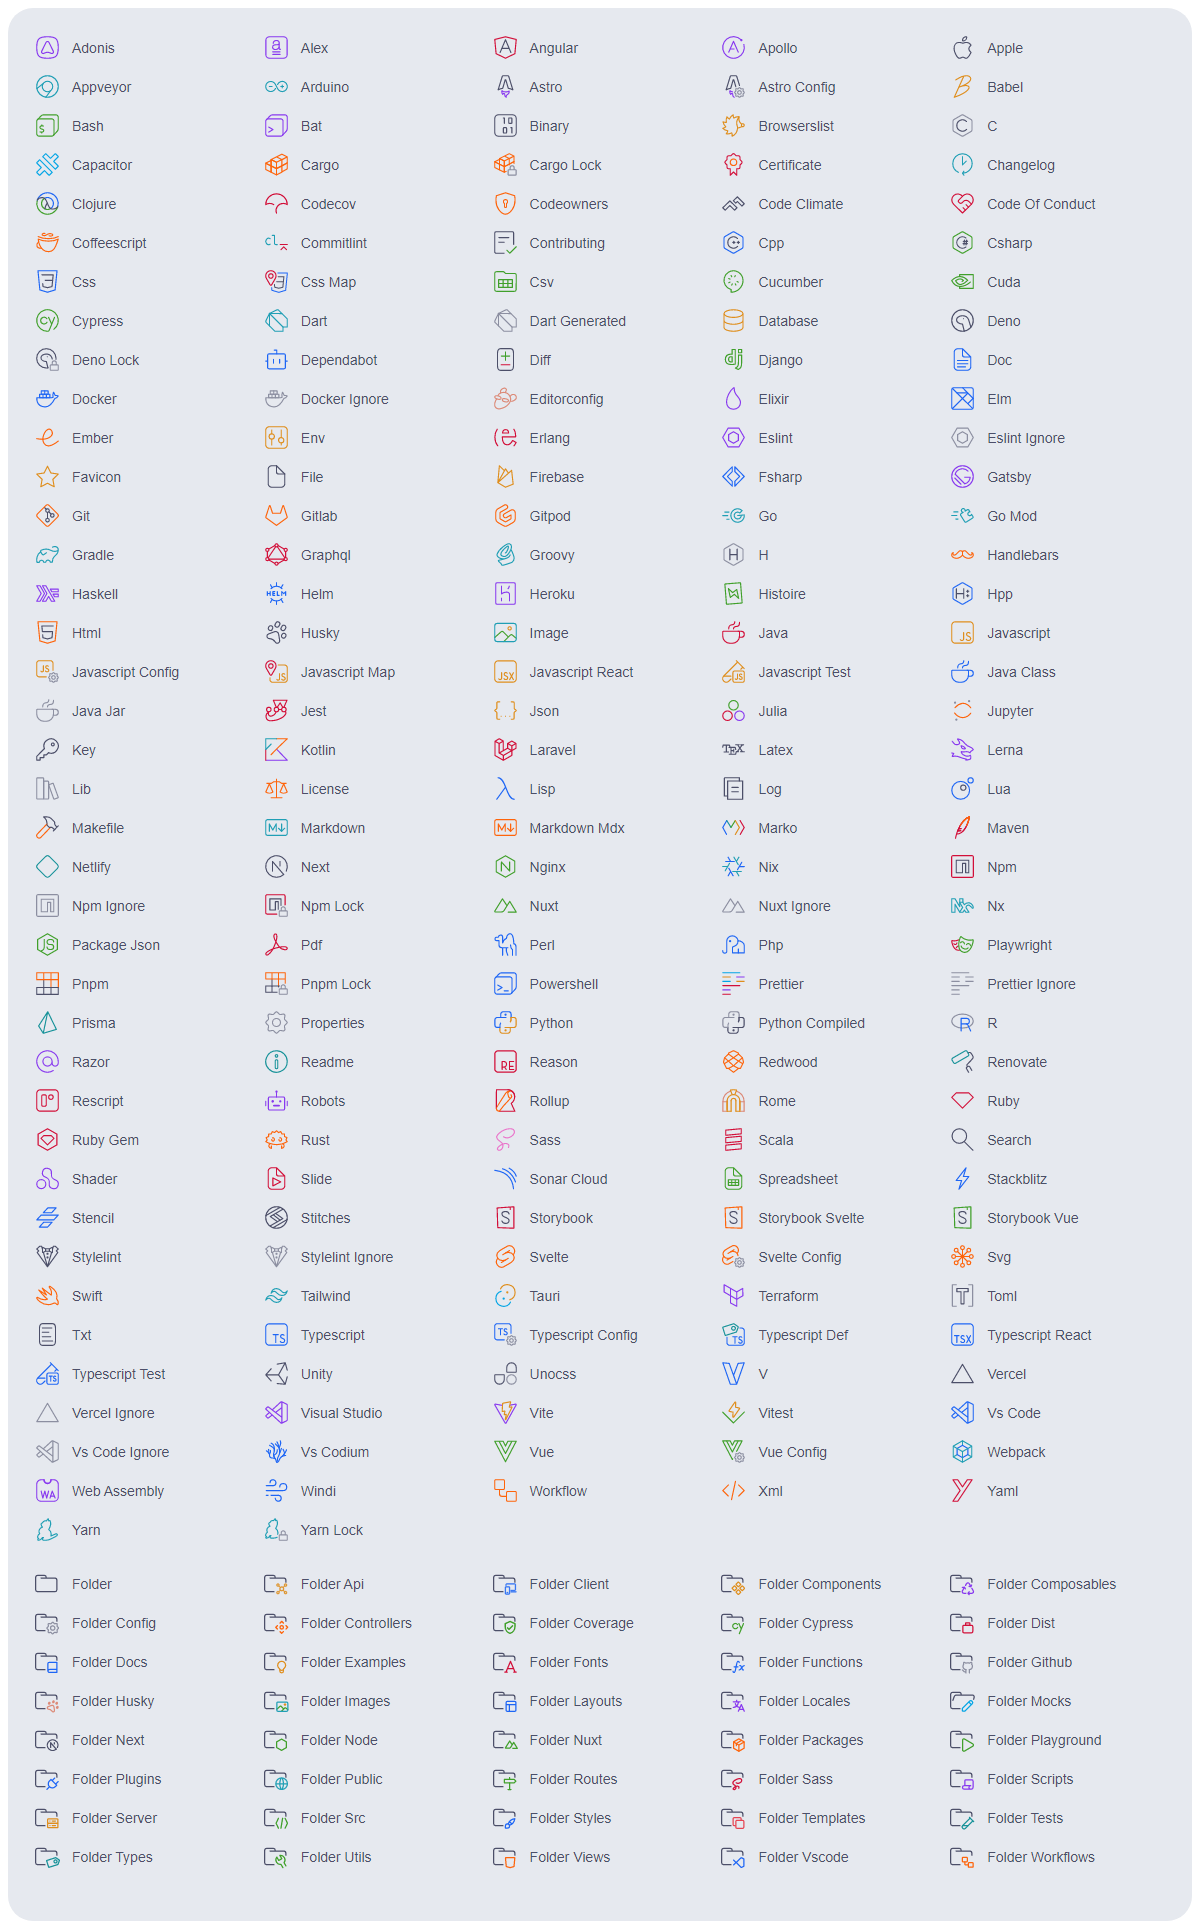 Adonis Alex Angular Apollo Apple
Appveyor Arduino Astro Astro Config Babel
Bash Bat Binary Browserslist C
Capacitor Cargo Cargo Lock Certificate Changelog
Clojure Codecov Codeowners Code Climate Code Of Conduct
Coffeescript Commitlint Contributing Cpp Csharp
Css Css Map Csv Cucumber Cuda
Cypress Dart Dart Generated Database Deno
Deno Lock Dependabot Diff Django Doc
Docker Docker Ignore Editorconfig Elixir Elm
Ember Env Erlang Eslint Eslint Ignore
Favicon File Firebase Fsharp Gatsby
Git Gitlab Gitpod Go Go Mod
Gradle Graphql Groovy H Handlebars
Haskell Helm Heroku Histoire Hpp
Html Husky Image Java Javascript
Javascript Config Javascript Map Javascript React Javascript Test Java Class
Java Jar Jest Json Julia Jupyter
Key Kotlin Laravel Latex Lerna
Lib License Lisp Log Lua
Makefile Markdown Markdown Mdx Marko Maven
Netlify Next Nginx Nix Npm
Npm Ignore Npm Lock Nuxt Nuxt Ignore Nx
Package Json Pdf Perl Php Playwright
Pnpm Pnpm Lock Powershell Prettier Prettier Ignore
Prisma Properties Python Python Compiled R
Razor Readme Reason Redwood Renovate
Rescript Robots Rollup Rome Ruby
Ruby Gem Rust Sass Scala Search
Shader Slide Sonar Cloud Spreadsheet Stackblitz
Stencil Stitches Storybook Storybook Svelte Storybook Vue
Stylelint Stylelint Ignore Svelte Svelte Config Svg
Swift Tailwind Tauri Terraform Toml
Txt Typescript Typescript Config Typescript Def Typescript React
Typescript Test Unity Unocss V Vercel
Vercel Ignore Visual Studio Vite Vitest Vs Code
Vs Code Ignore Vs Codium Vue Vue Config Webpack
Web Assembly Windi Workflow Xml Yaml
Yarn Yarn Lock
Folder Folder Api Folder Client Folder Components Folder Composables
Folder Config Folder Controllers Folder Coverage Folder Cypress Folder Dist
Folder Docs Folder Examples Folder Fonts Folder Functions Folder Github
Folder Husky Folder Images Folder Layouts Folder Locales Folder Mocks
Folder Next Folder Node Folder Nuxt Folder Packages Folder Playground
Folder Plugins Folder Public Folder Routes Folder Sass Folder Scripts
Folder Server Folder Src Folder Styles Folder Templates Folder Tests
Folder Types Folder Utils Folder Views Folder Vscode Folder Workflows